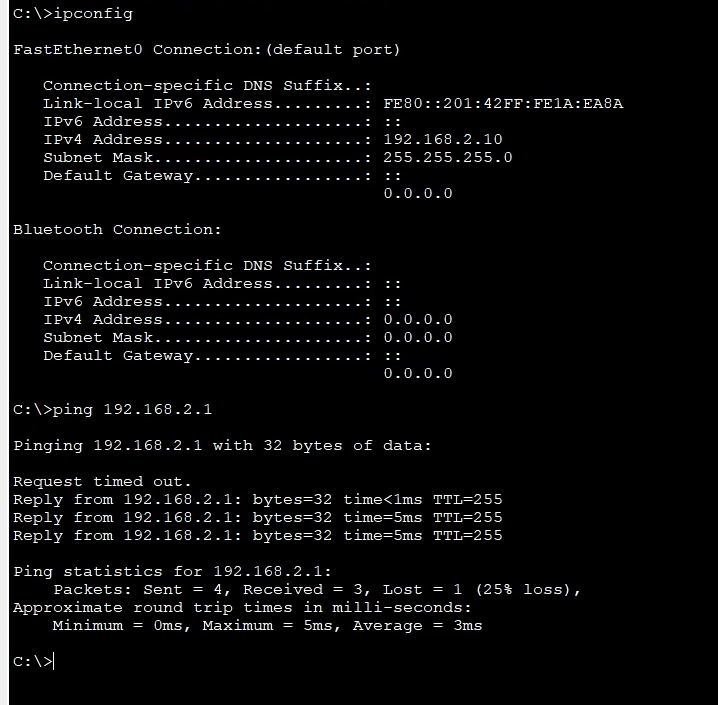 C:\>ipconfig
FastEthernet0 Connection:(default port)
Connection-specific DNS Suffix..:
Link-local IPv6 Address.........: FE80::201:42FF:FE1A:EA8A
IPv6 Address....................: ::
IPv4 Address....................: 192.168.2.10
Subnet Mask.....................: 255.255.255.0
Default Gateway.................: ::
0.0.0.0
Bluetooth Connection:
Connection-specific DNS Suffix..:
Link-local IPv6 Address.........: ::
IPv6 Address....................: ::
IPv4 Address....................: 0.0.0.0
Subnet Mask.....................: 0.0.0.0
Default Gateway.................: ::
0.0.0.0
C:\>ping 192.168.2.1
Pinging 192.168.2.1 with 32 bytes of data:
Request timed out.
Reply from 192.168.2.1: bytes=32 time<1ms TTL=255
Reply from 192.168.2.1: bytes=32 time=5ms TTL=255
Reply from 192.168.2.1: bytes=32 time=5ms TTL=255
Ping statistics for 192.168.2.1:
Packets: Sent = 4, Received = 3, Lost = 1 (25% loss),
Approximate round trip times in milli-seconds:
Minimum = 0ms, Maximum = 5ms, Average = 3ms
C:\>